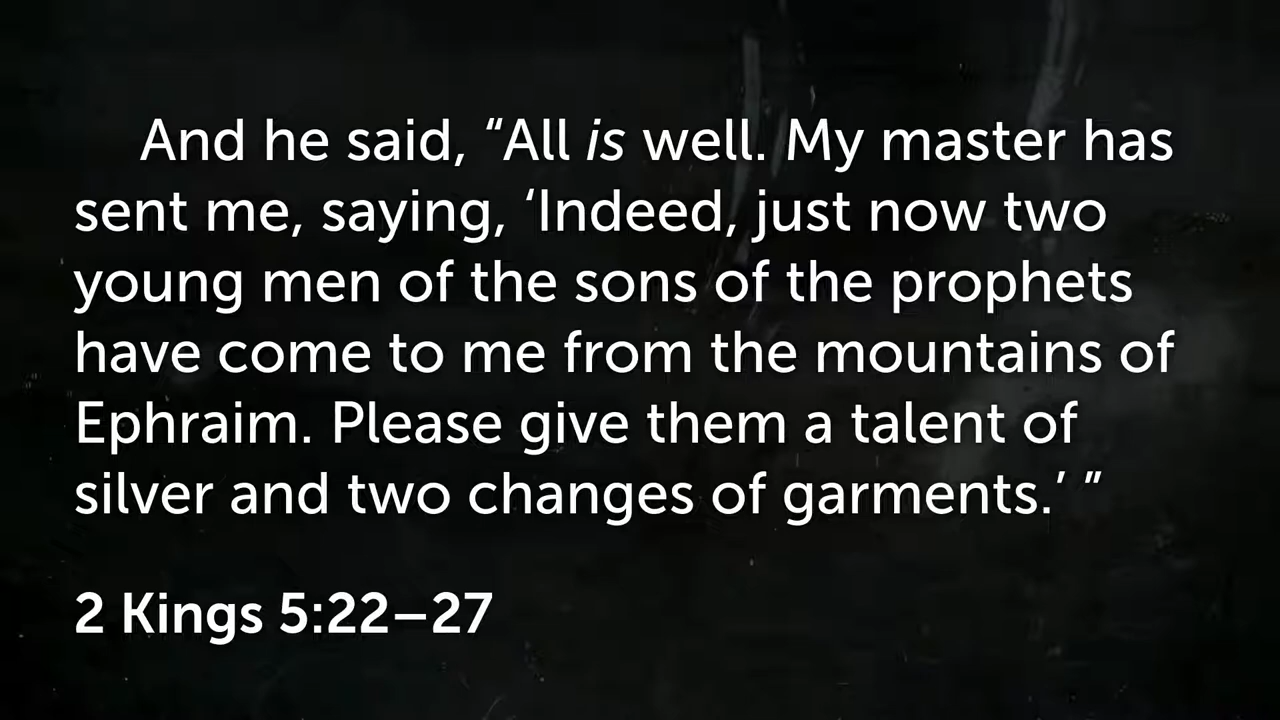 And he said, “All is well. My master has
sent me, saying, ‘Indeed, just now two
young men of the sons of the prophets
have come to me from the mountains of
Ephraim. Please give them a talent of
silver and two changes of garments.’ ”
2 Kings 5:22–27